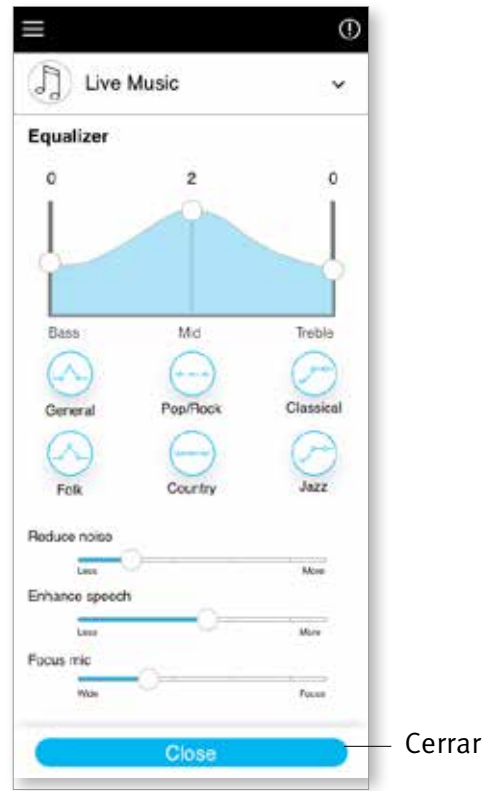 Live Music
Equalizer
0 2 0
Bass Mid Treble
General Pop/Rock Classical
Folk Country Jazz
Reduce noise
Less More
Enhance speech
Less More
Focus mic
Wide Focus
Close
Cerrar